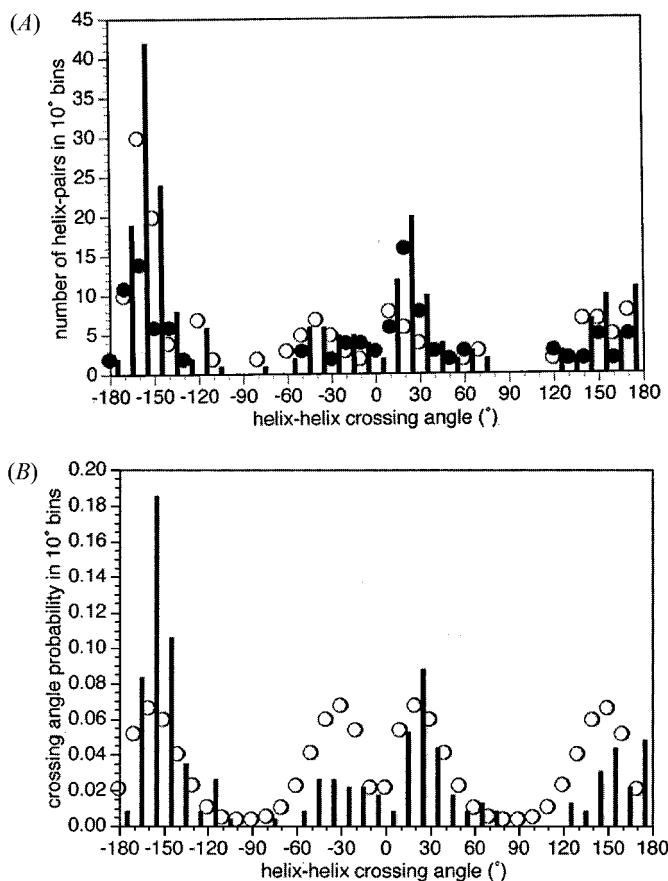 (A)
number of helix-pairs in 10° bins
45
40
35
30
25
20
15
10
5
0
-180 -150 -120 -90 -60 -30 0 30 60 90 120 150 180
helix-helix crossing angle (°)
(B)
crossing angle probability in 10° bins
0.20
0.18
0.16
0.14
0.12
0.10
0.08
0.06
0.04
0.02
0.00
-180 -150 -120 -90 -60 -30 0 30 60 90 120 150 180
helix-helix crossing angle (°)